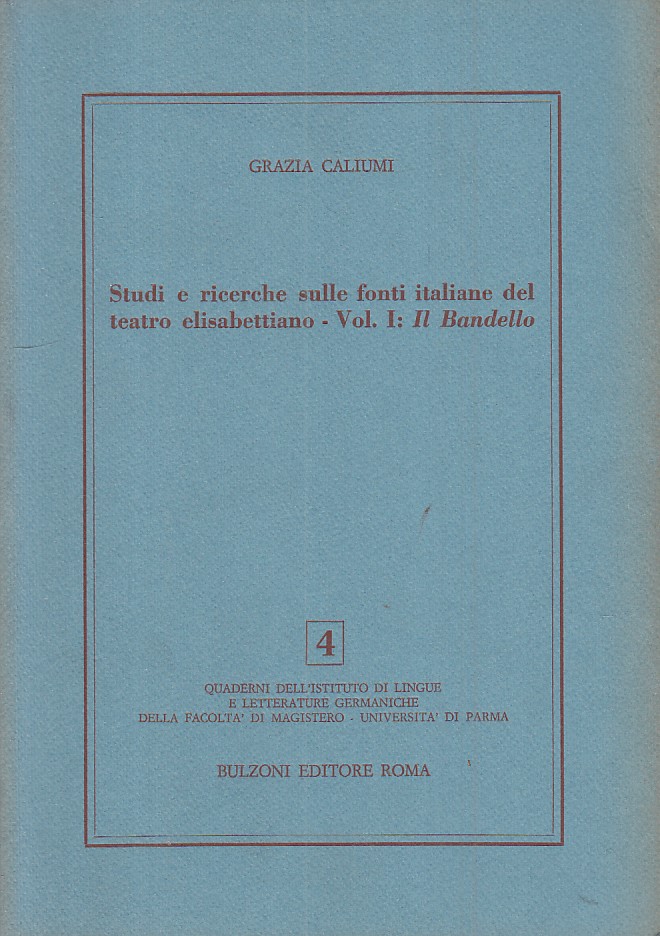 GRAZIA CALIUMI
Studi e ricerche sulle fonti italiane del
teatro elisabettiano - Vol. I: Il Bandello
4
QUADERNI DELL'ISTITUTO DI LINGUE
E LETTERATURE GERMANICHE
DELLA FACOLTA' DI MAGISTERO - UNIVERSITA' DI PARMA
BULZONI EDITORE ROMA